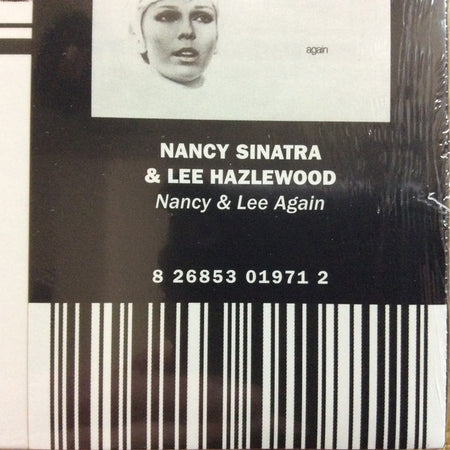 again
NANCY SINATRA
& LEE HAZLEWOOD
Nancy & Lee Again
8 26853 01971 2